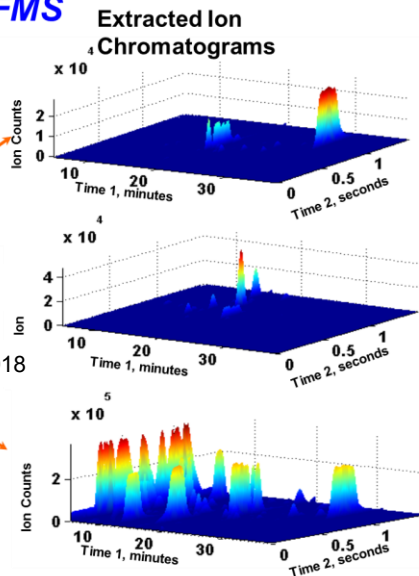 -MS
Extracted Ion
Chromatograms
x 10 4
Ion Counts
2
1
0
10
20
30
Time 1, minutes
0
0.5
1
Time 2, seconds
x 10 4
Ion
4
2
0
10
20
30
Time 1, minutes
0
0.5
1
Time 2, seconds
018
x 10 5
Ion Counts
2
0
10
20
30
Time 1, minutes
0
0.5
1
Time 2, seconds